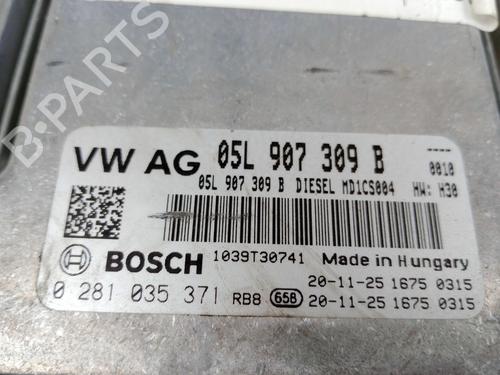 B-PARTS
VW AG 05L 907 309 B ----
0010
05L 907 309 B DIESEL MD1CS004 HW: H30
BOSCH 1039T30741 Made in Hungary
20-11-25 1675 0315
0 281 035 371 RB8 65B 20-11-25 1675 0315